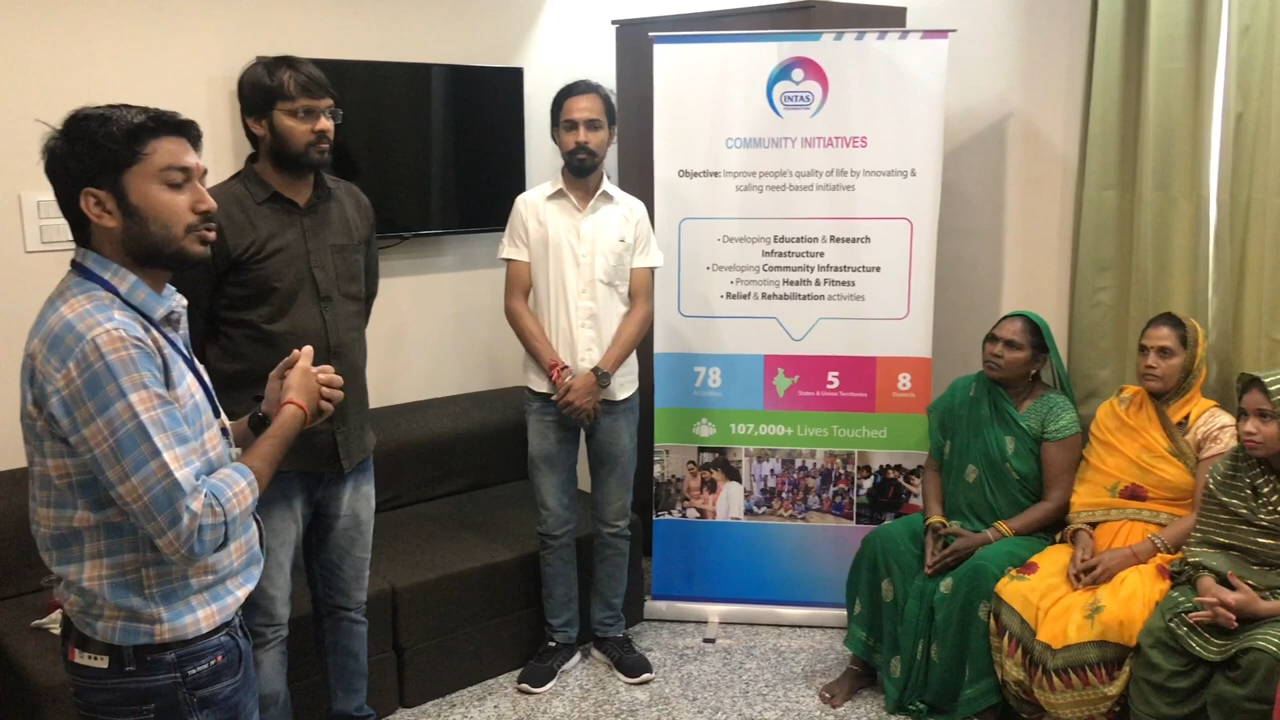 INTAS
FOUNDATION
COMMUNITY INITIATIVES
Objective: Improve people's quality of life by Innovating &
scaling need-based initiatives
• Developing Education & Research
Infrastructure
• Developing Community Infrastructure
• Promoting Health & Fitness
• Relief & Rehabilitation activities
78
Activities
5
States & Union Territories
8
Districts
107,000+ Lives Touched